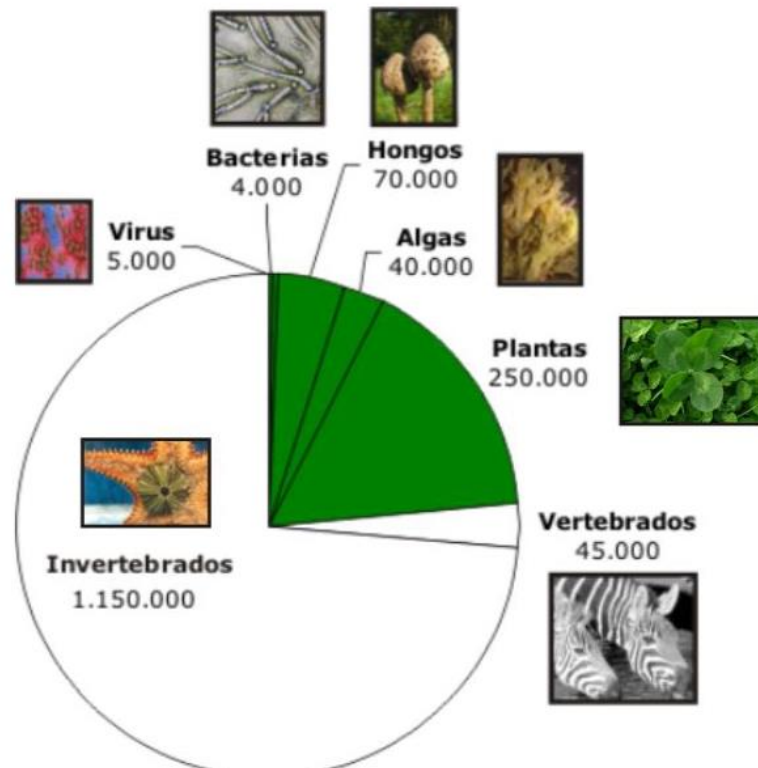 Bacterias
4.000
Hongos
70.000
Virus
5.000
Algas
40.000
Plantas
250.000
Vertebrados
45.000
Invertebrados
1.150.000